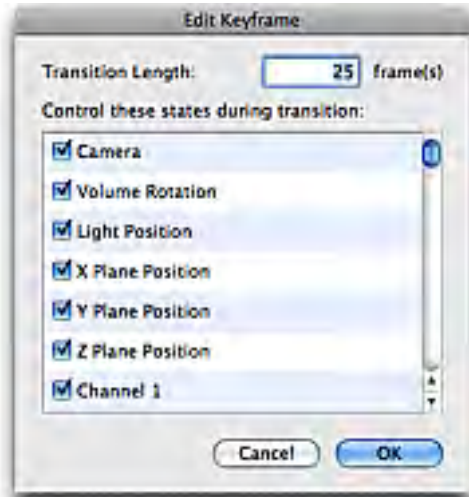 Edit Keyframe
Transition Length: 25 frame(s)
Control these states during transition:
Camera
Volume Rotation
Light Position
X Plane Position
Y Plane Position
Z Plane Position
Channel 1
Cancel OK